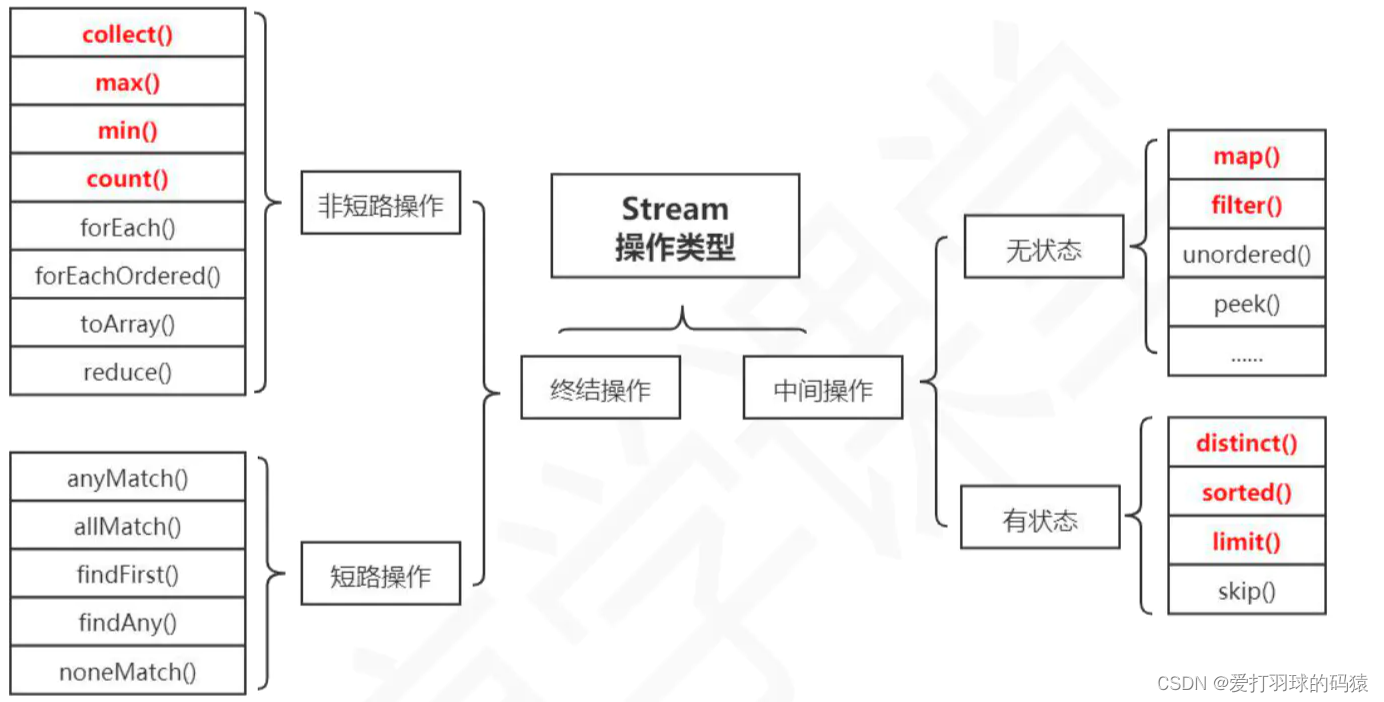 Stream
操作类型
终结操作
中间操作
非短路操作
collect()
max()
min()
count()
forEach()
forEachOrdered()
toArray()
reduce()
短路操作
anyMatch()
allMatch()
findFirst()
findAny()
noneMatch()
无状态
map()
filter()
unordered()
peek()
......
有状态
distinct()
sorted()
limit()
skip()
CSDN @爱打羽球的码猿